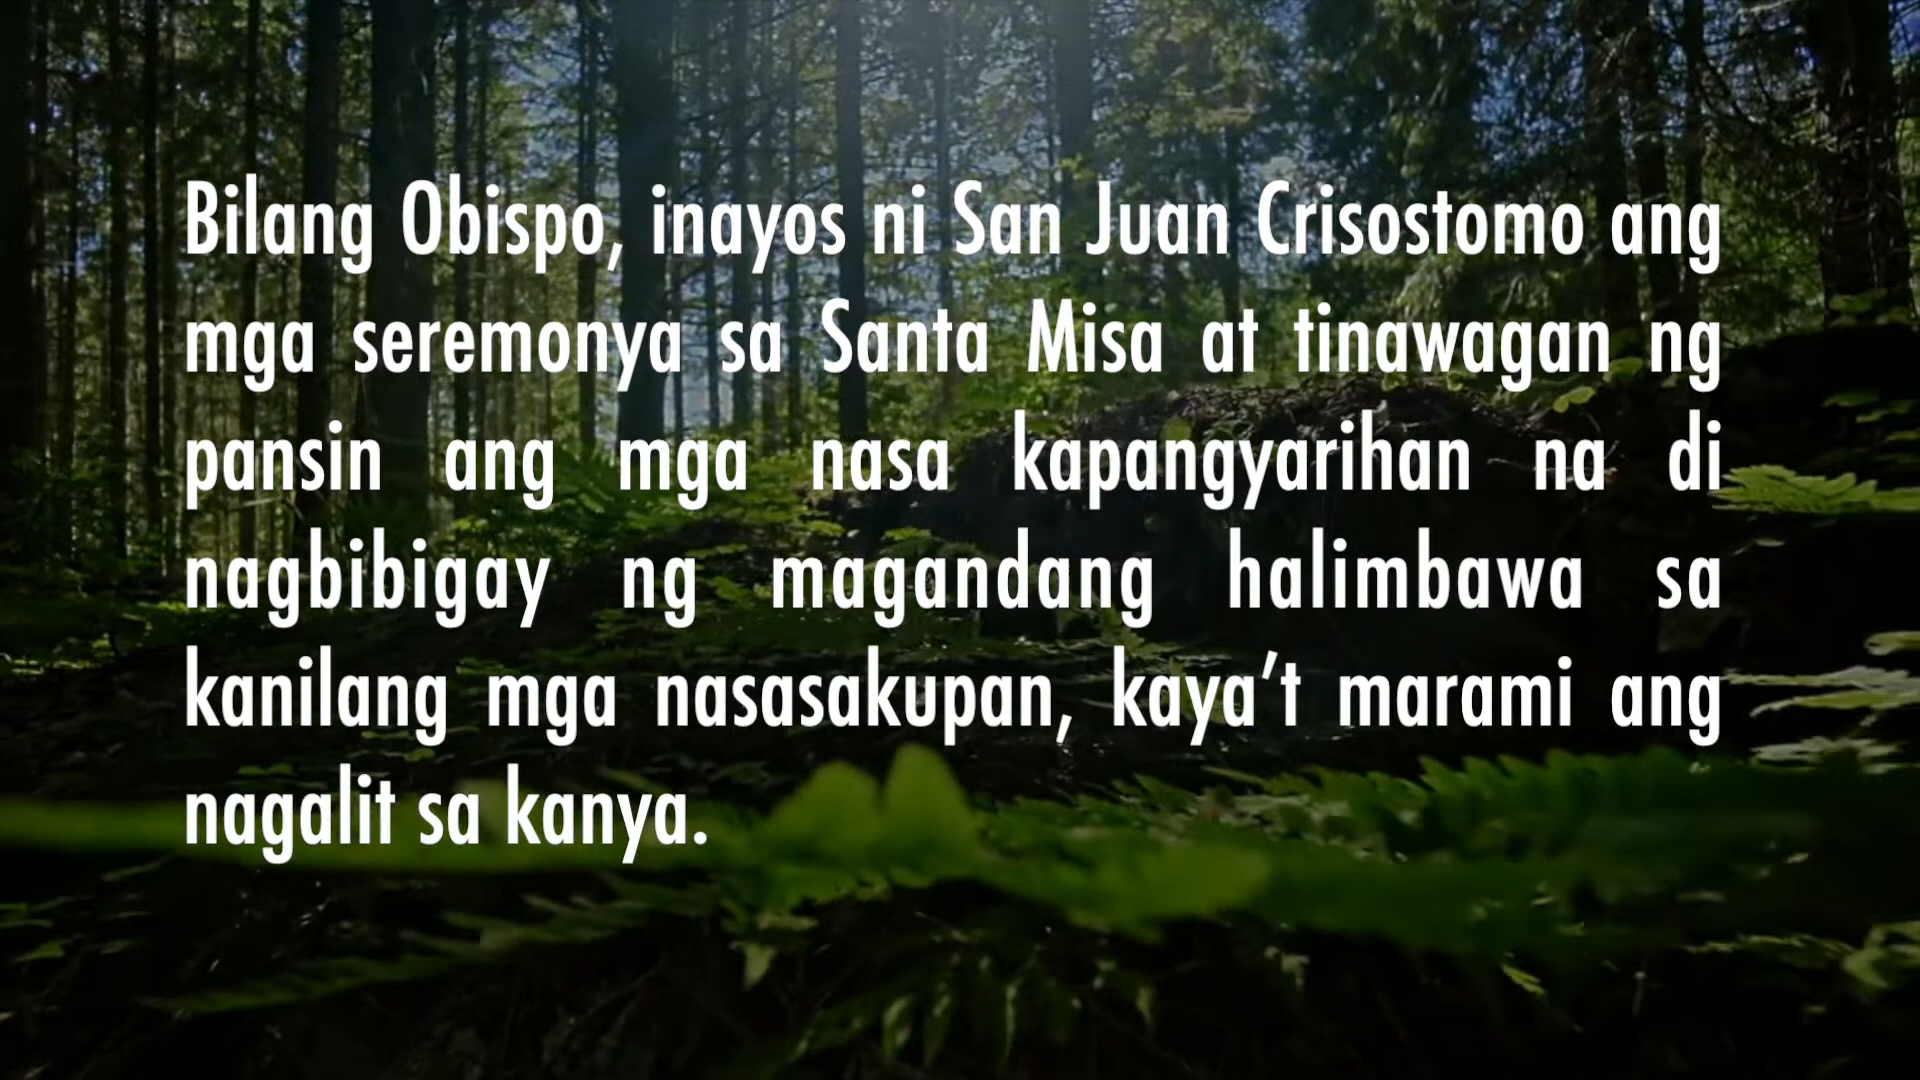 Bilang Obispo, inayos ni San Juan Crisostomo ang
mga seremonya sa Santa Misa at tinawagan ng
pansin ang mga nasa kapangyarihan na di
nagbibigay ng magandang halimbawa sa
kanilang mga nasasakupan, kaya’t marami ang
nagalit sa kanya.